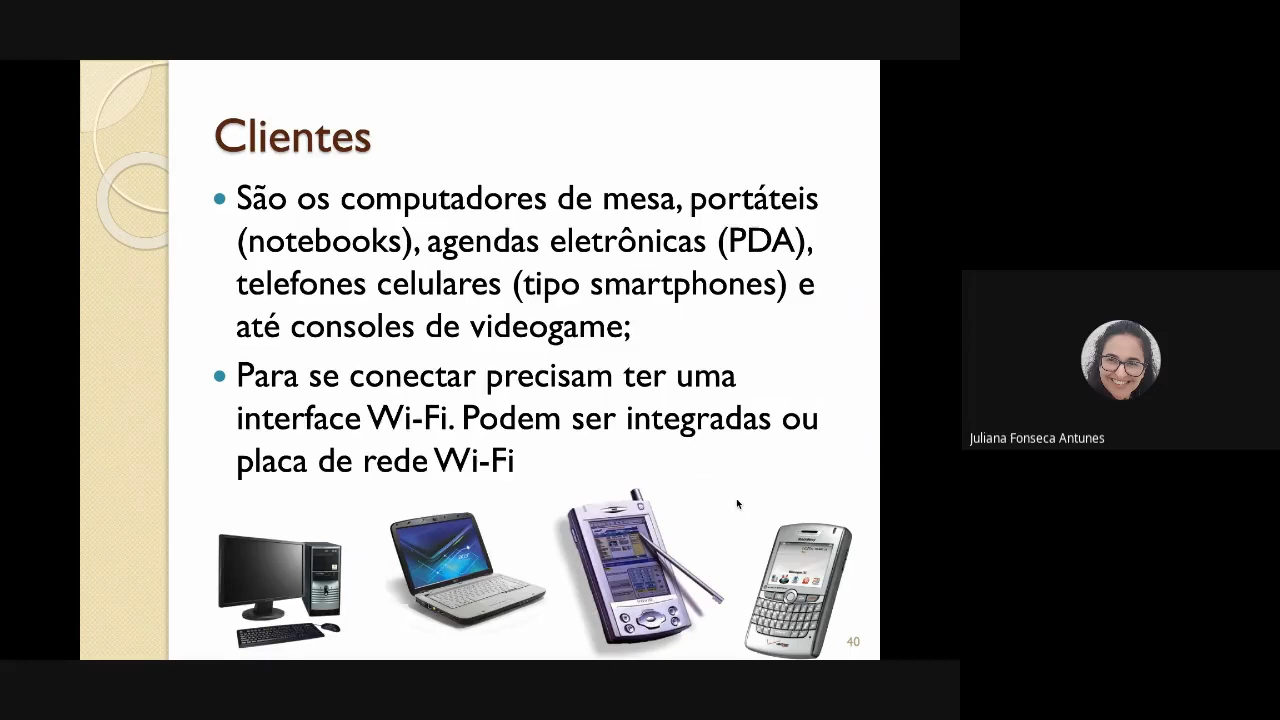 Clientes
• São os computadores de mesa, portáteis
(notebooks), agendas eletrônicas (PDA),
telefones celulares (tipo smartphones) e
até consoles de videogame;
• Para se conectar precisam ter uma
interface Wi-Fi. Podem ser integradas ou
placa de rede Wi-Fi
acer
40
Juliana Fonseca Antunes